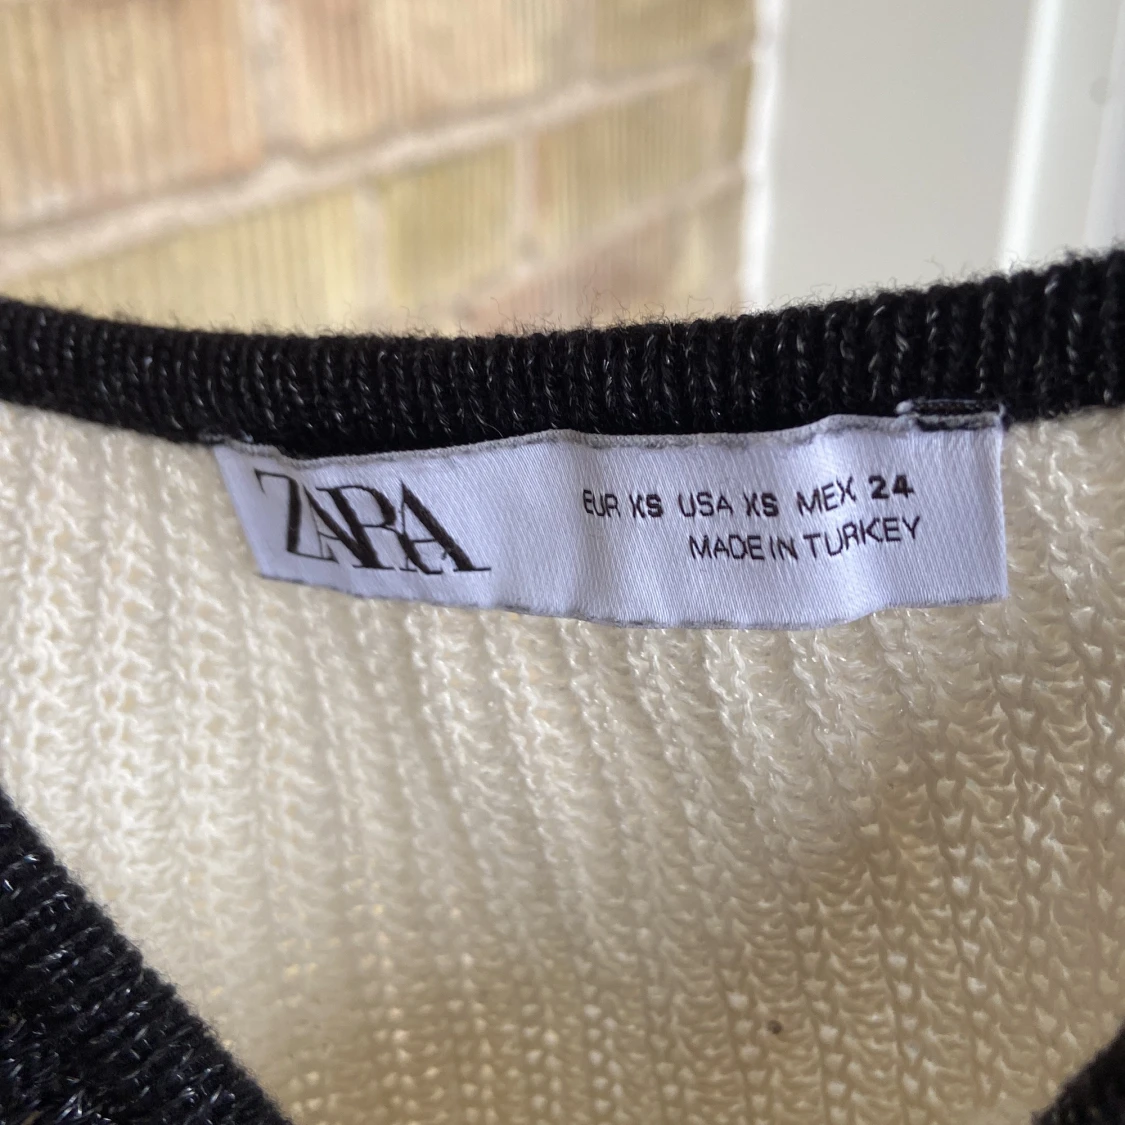 ZARA
EUR XS USA XS MEX 24
MADE IN TURKEY